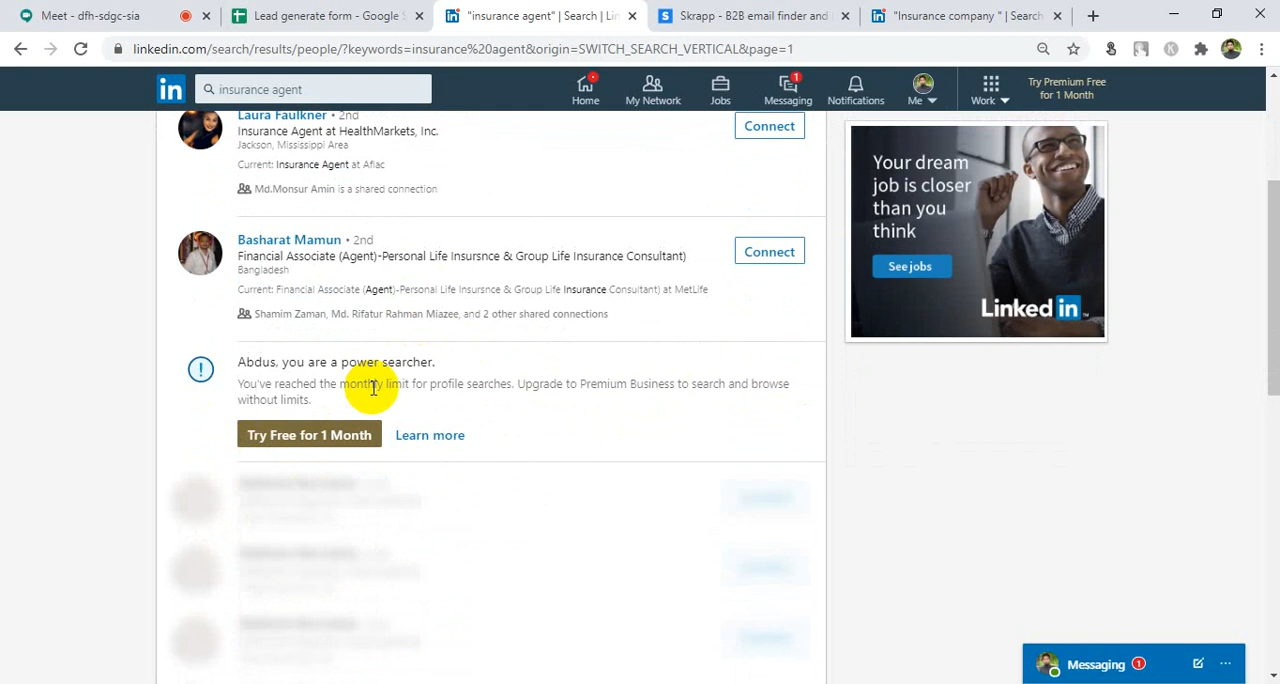 Meet - dfh-sdgc-sia
Lead generate form - Google S
"insurance agent" | Search | Lin
Skrapp - B2B email finder and
"Insurance company " | Search
linkedin.com/search/results/people/?keywords=insurance%20agent&origin=SWITCH_SEARCH_VERTICAL&page=1
in
insurance agent
Home
My Network
Jobs
1
Messaging
Notifications
Me
Work
Try Premium Free
for 1 Month
Laura Faulkner • 2nd
Insurance Agent at HealthMarkets, Inc.
Jackson, Mississippi Area
Current: Insurance Agent at Aflac
Md.Monsur Amin is a shared connection
Connect
Basharat Mamun • 2nd
Financial Associate (Agent)-Personal Life Insursnce & Group Life Insurance Consultant)
Bangladesh
Current: Financial Associate (Agent)-Personal Life Insursnce & Group Life Insurance Consultant) at MetLife
Shamim Zaman, Md. Rifatur Rahman Miazee, and 2 other shared connections
Connect
Abdus, you are a power searcher.
You've reached the monthly limit for profile searches. Upgrade to Premium Business to search and browse
without limits.
Try Free for 1 Month
Learn more
Your dream
job is closer
than you
think
See jobs
Linked in
Messaging 1